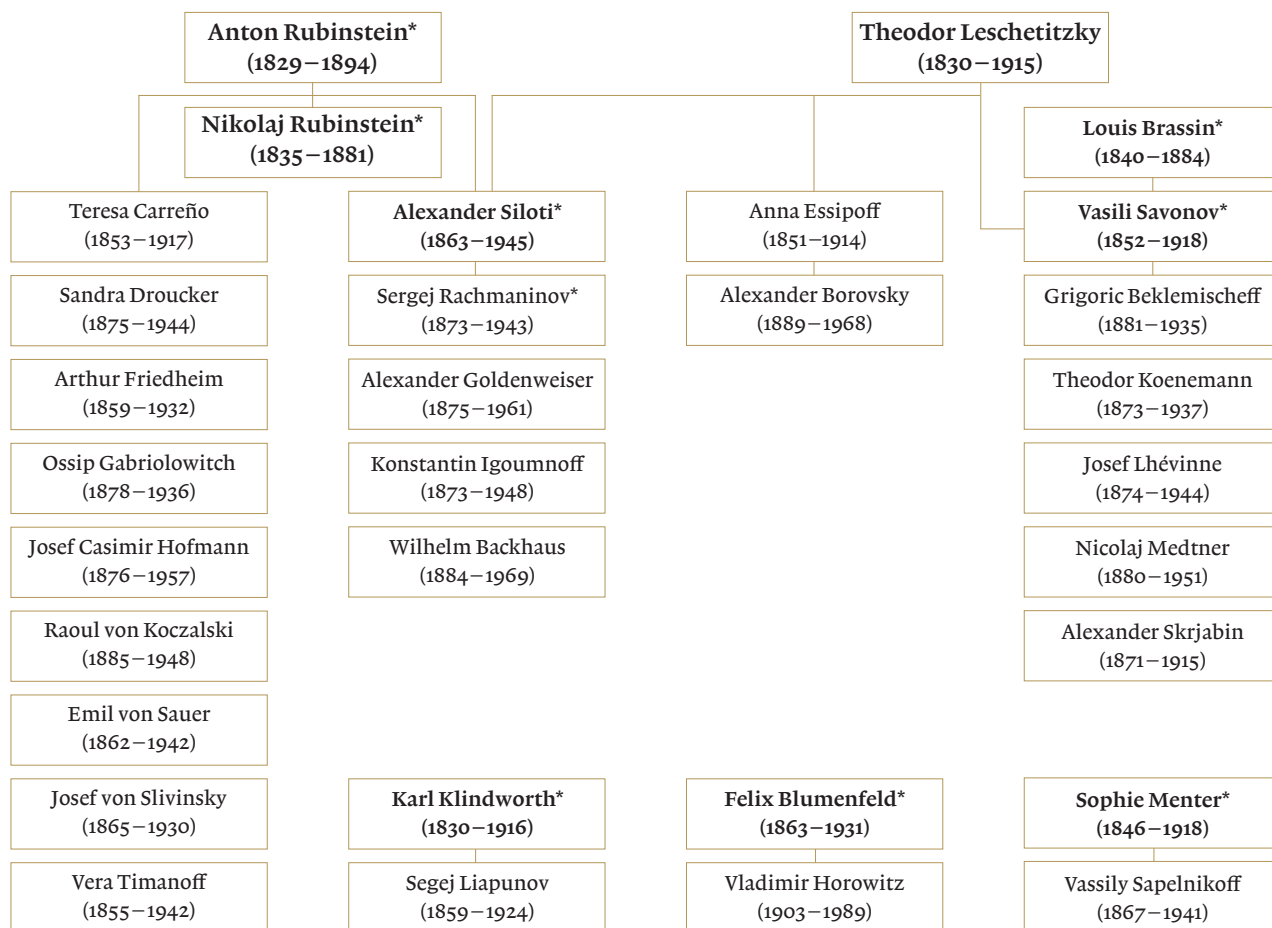 Anton Rubinstein*
(1829–1894)
Theodor Leschetitzky
(1830–1915)
Nikolaj Rubinstein*
(1835–1881)
Louis Brassin*
(1840–1884)
Teresa Carreño
(1853–1917)
Alexander Siloti*
(1863–1945)
Anna Essipoff
(1851–1914)
Vasili Savonov*
(1852–1918)
Sandra Droucker
(1875–1944)
Sergej Rachmaninov*
(1873–1943)
Alexander Borovsky
(1889–1968)
Grigoric Beklemischeff
(1881–1935)
Arthur Friedheim
(1859–1932)
Alexander Goldenweiser
(1875–1961)
Theodor Koenemann
(1873–1937)
Ossip Gabriolowitch
(1878–1936)
Konstantin Igoumnoff
(1873–1948)
Josef Lhévinne
(1874–1944)
Josef Casimir Hofmann
(1876–1957)
Wilhelm Backhaus
(1884–1969)
Nicolaj Medtner
(1880–1951)
Raoul von Koczalski
(1885–1948)
Alexander Skrjabin
(1871–1915)
Emil von Sauer
(1862–1942)
Josef von Slivinsky
(1865–1930)
Karl Klindworth*
(1830–1916)
Felix Blumenfeld*
(1863–1931)
Sophie Menter*
(1846–1918)
Vera Timanoff
(1855–1942)
Segej Liapunov
(1859–1924)
Vladimir Horowitz
(1903–1989)
Vassily Sapelnikoff
(1867–1941)